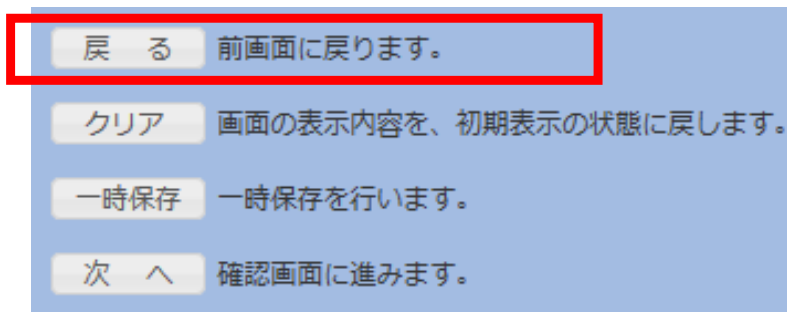 戻　る 前画面に戻ります。
クリア 画面の表示内容を、初期表示の状態に戻します。
一時保存 一時保存を行います。
次　へ 確認画面に進みます。